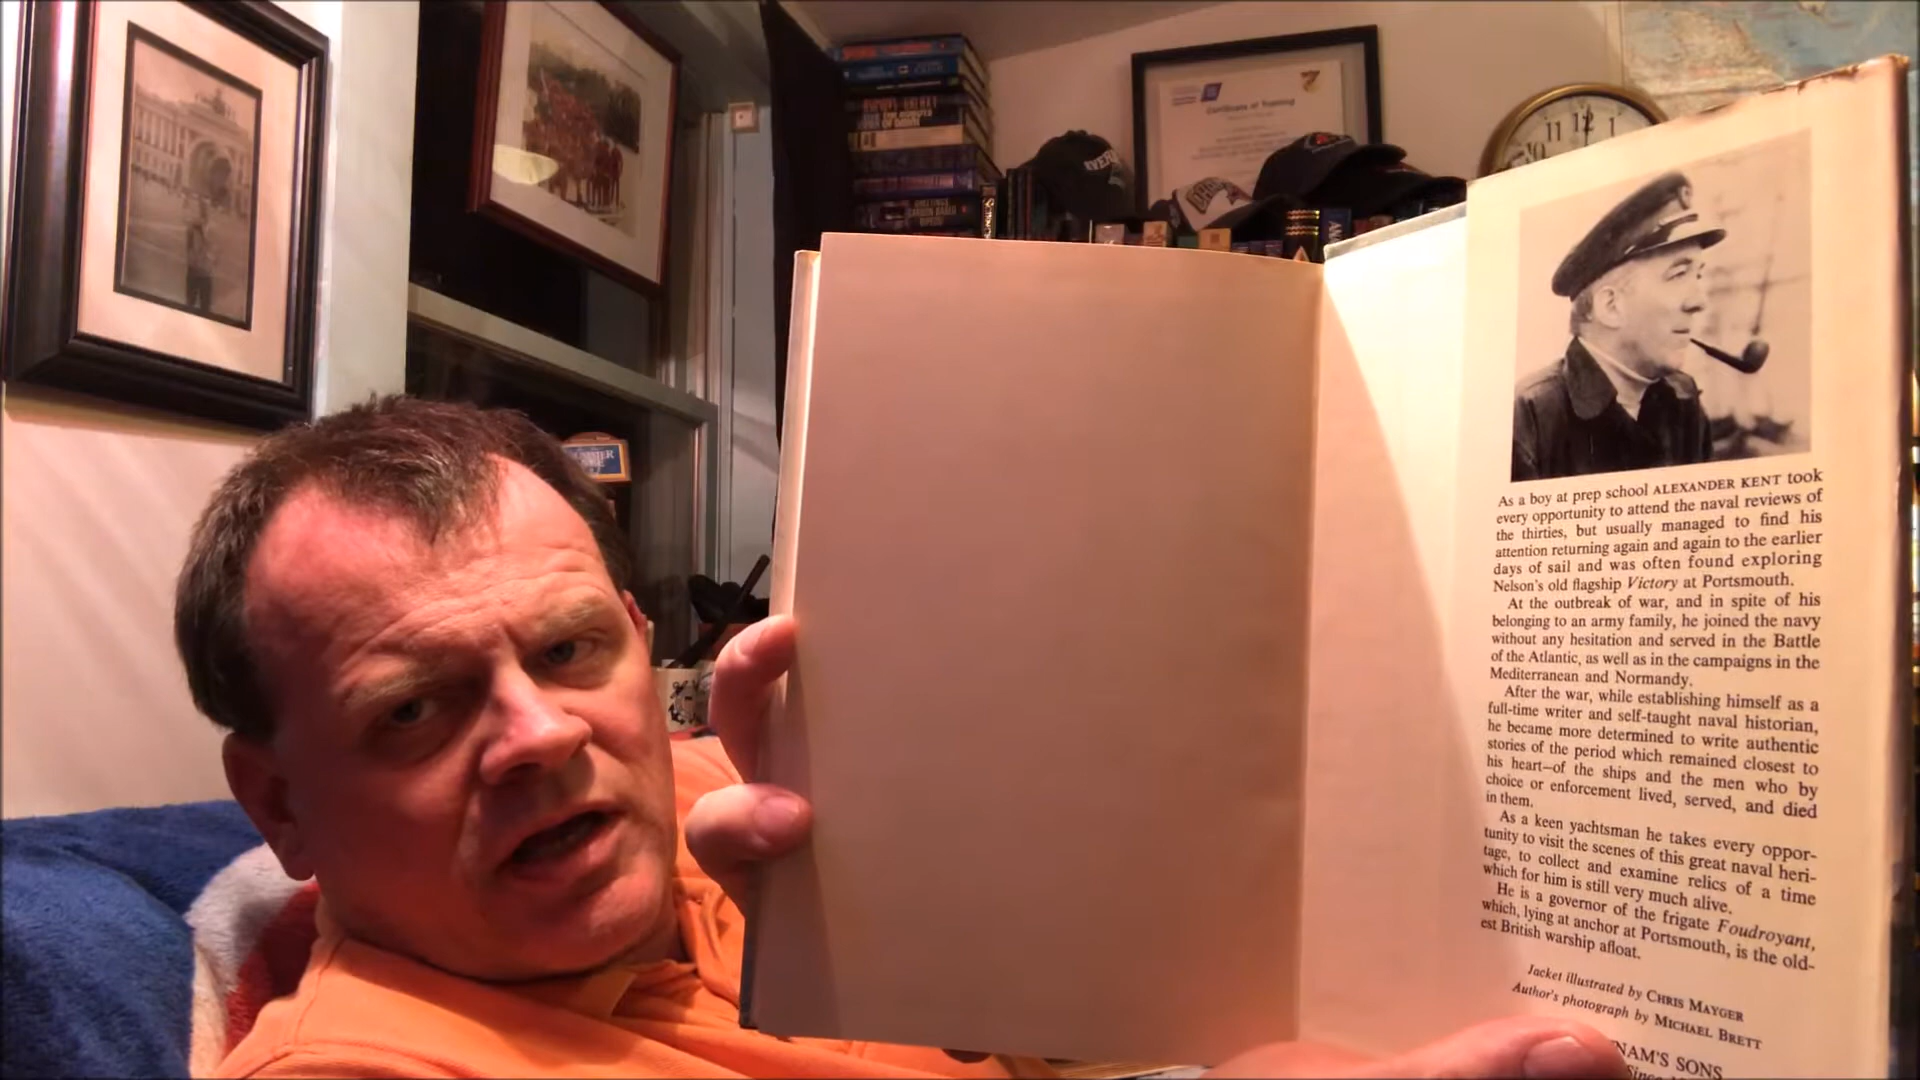 Certificate of Training
11 12 1
As a boy at prep school ALEXANDER KENT took
every opportunity to attend the naval reviews of
the thirties, but usually managed to find his
attention returning again and again to the earlier
days of sail and was often found exploring
Nelson's old flagship Victory at Portsmouth.
At the outbreak of war, and in spite of his
belonging to an army family, he joined the navy
without any hesitation and served in the Battle
of the Atlantic, as well as in the campaigns in the
Mediterranean and Normandy.
After the war, while establishing himself as a
full-time writer and self-taught naval historian,
he became more determined to write authentic
stories of the period which remained closest to
his heart—of the ships and the men who by
choice or enforcement lived, served, and died
in them.
As a keen yachtsman he takes every oppor-
tunity to visit the scenes of this great naval heri-
tage, to collect and examine relics of a time
which for him is still very much alive.
He is a governor of the frigate Foudroyant,
which, lying at anchor at Portsmouth, is the old-
est British warship afloat.
Jacket illustrated by CHRIS MAYGER
Author's photograph by MICHAEL BRETT
NAM'S SONS
Since